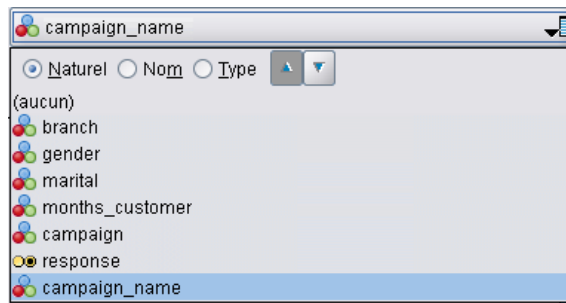 campaign_name
Naturel Nom Type
(aucun)
branch
gender
marital
months_customer
campaign
response
campaign_name